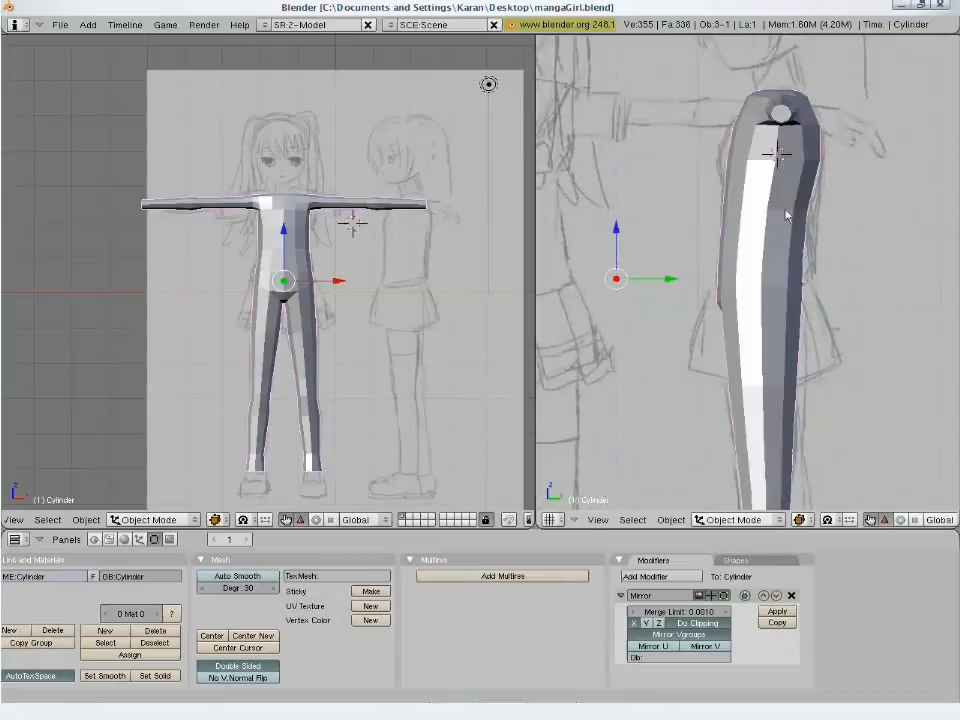 Blender [C:\Documents and Settings\Karan\Desktop\mangaGirl.blend]
File Add Timeline Game Render Help SR:2-Model SCE:Scene www.blender.org 248.1 Ve:355 | Fa:336 | Ob:3-1 | La:1 | Mem:1.60M (4.20M) | Time: | Cylinder
(1) Cylinder
(1) Cylinder
View Select Object Object Mode Global
View Select Object Object Mode Global
Panels 1
Link and Materials Mesh Multires Modifiers Shapes
ME:Cylinder F OB:Cylinder
Auto Smooth
Degr: 30
TexMesh:
Sticky Make
UV Texture New
Vertex Color New
Add Multires
Add Modifier To: Cylinder
Mirror
0 Mat 0 ?
New Delete
Copy Group
New Delete
Select Deselect
Assign
Center Center New
Center Cursor
Merge Limit: 0.0010
X Y Z Do Clipping
Mirror Vgroups
Mirror U Mirror V
Ob:
Apply
Copy
AutoTexSpace Set Smooth Set Solid
Double Sided
No V.Normal Flip